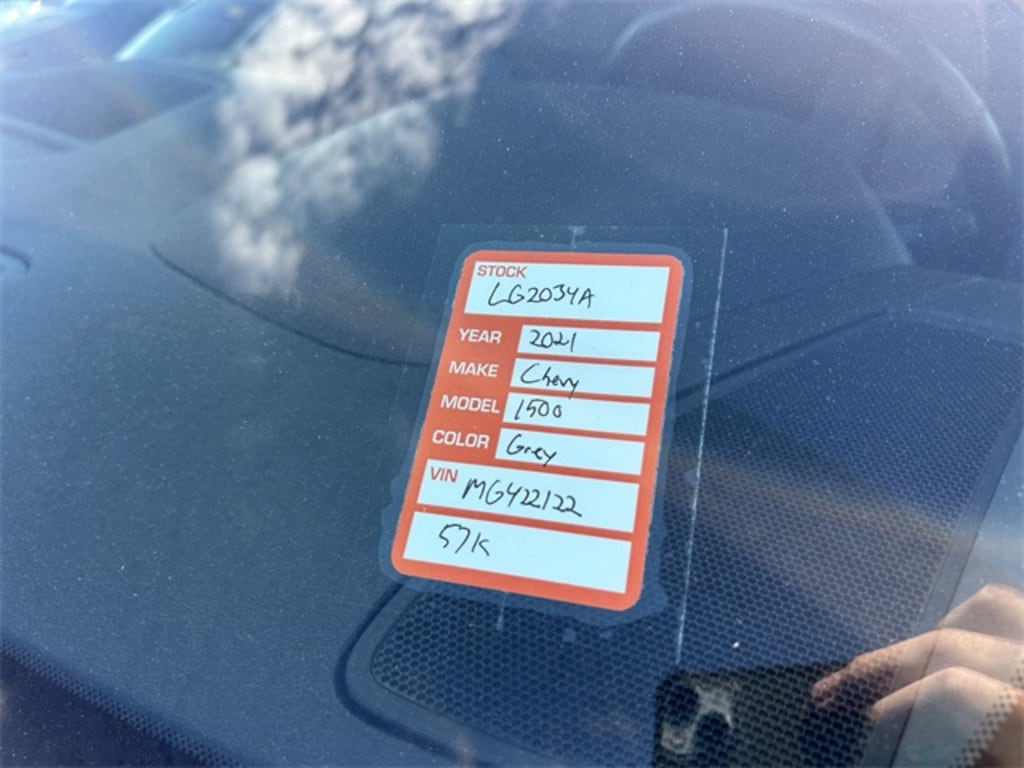 STOCK
LG2034A
YEAR 2021
MAKE Chevy
MODEL 1500
COLOR Grey
VIN MG422122
57K